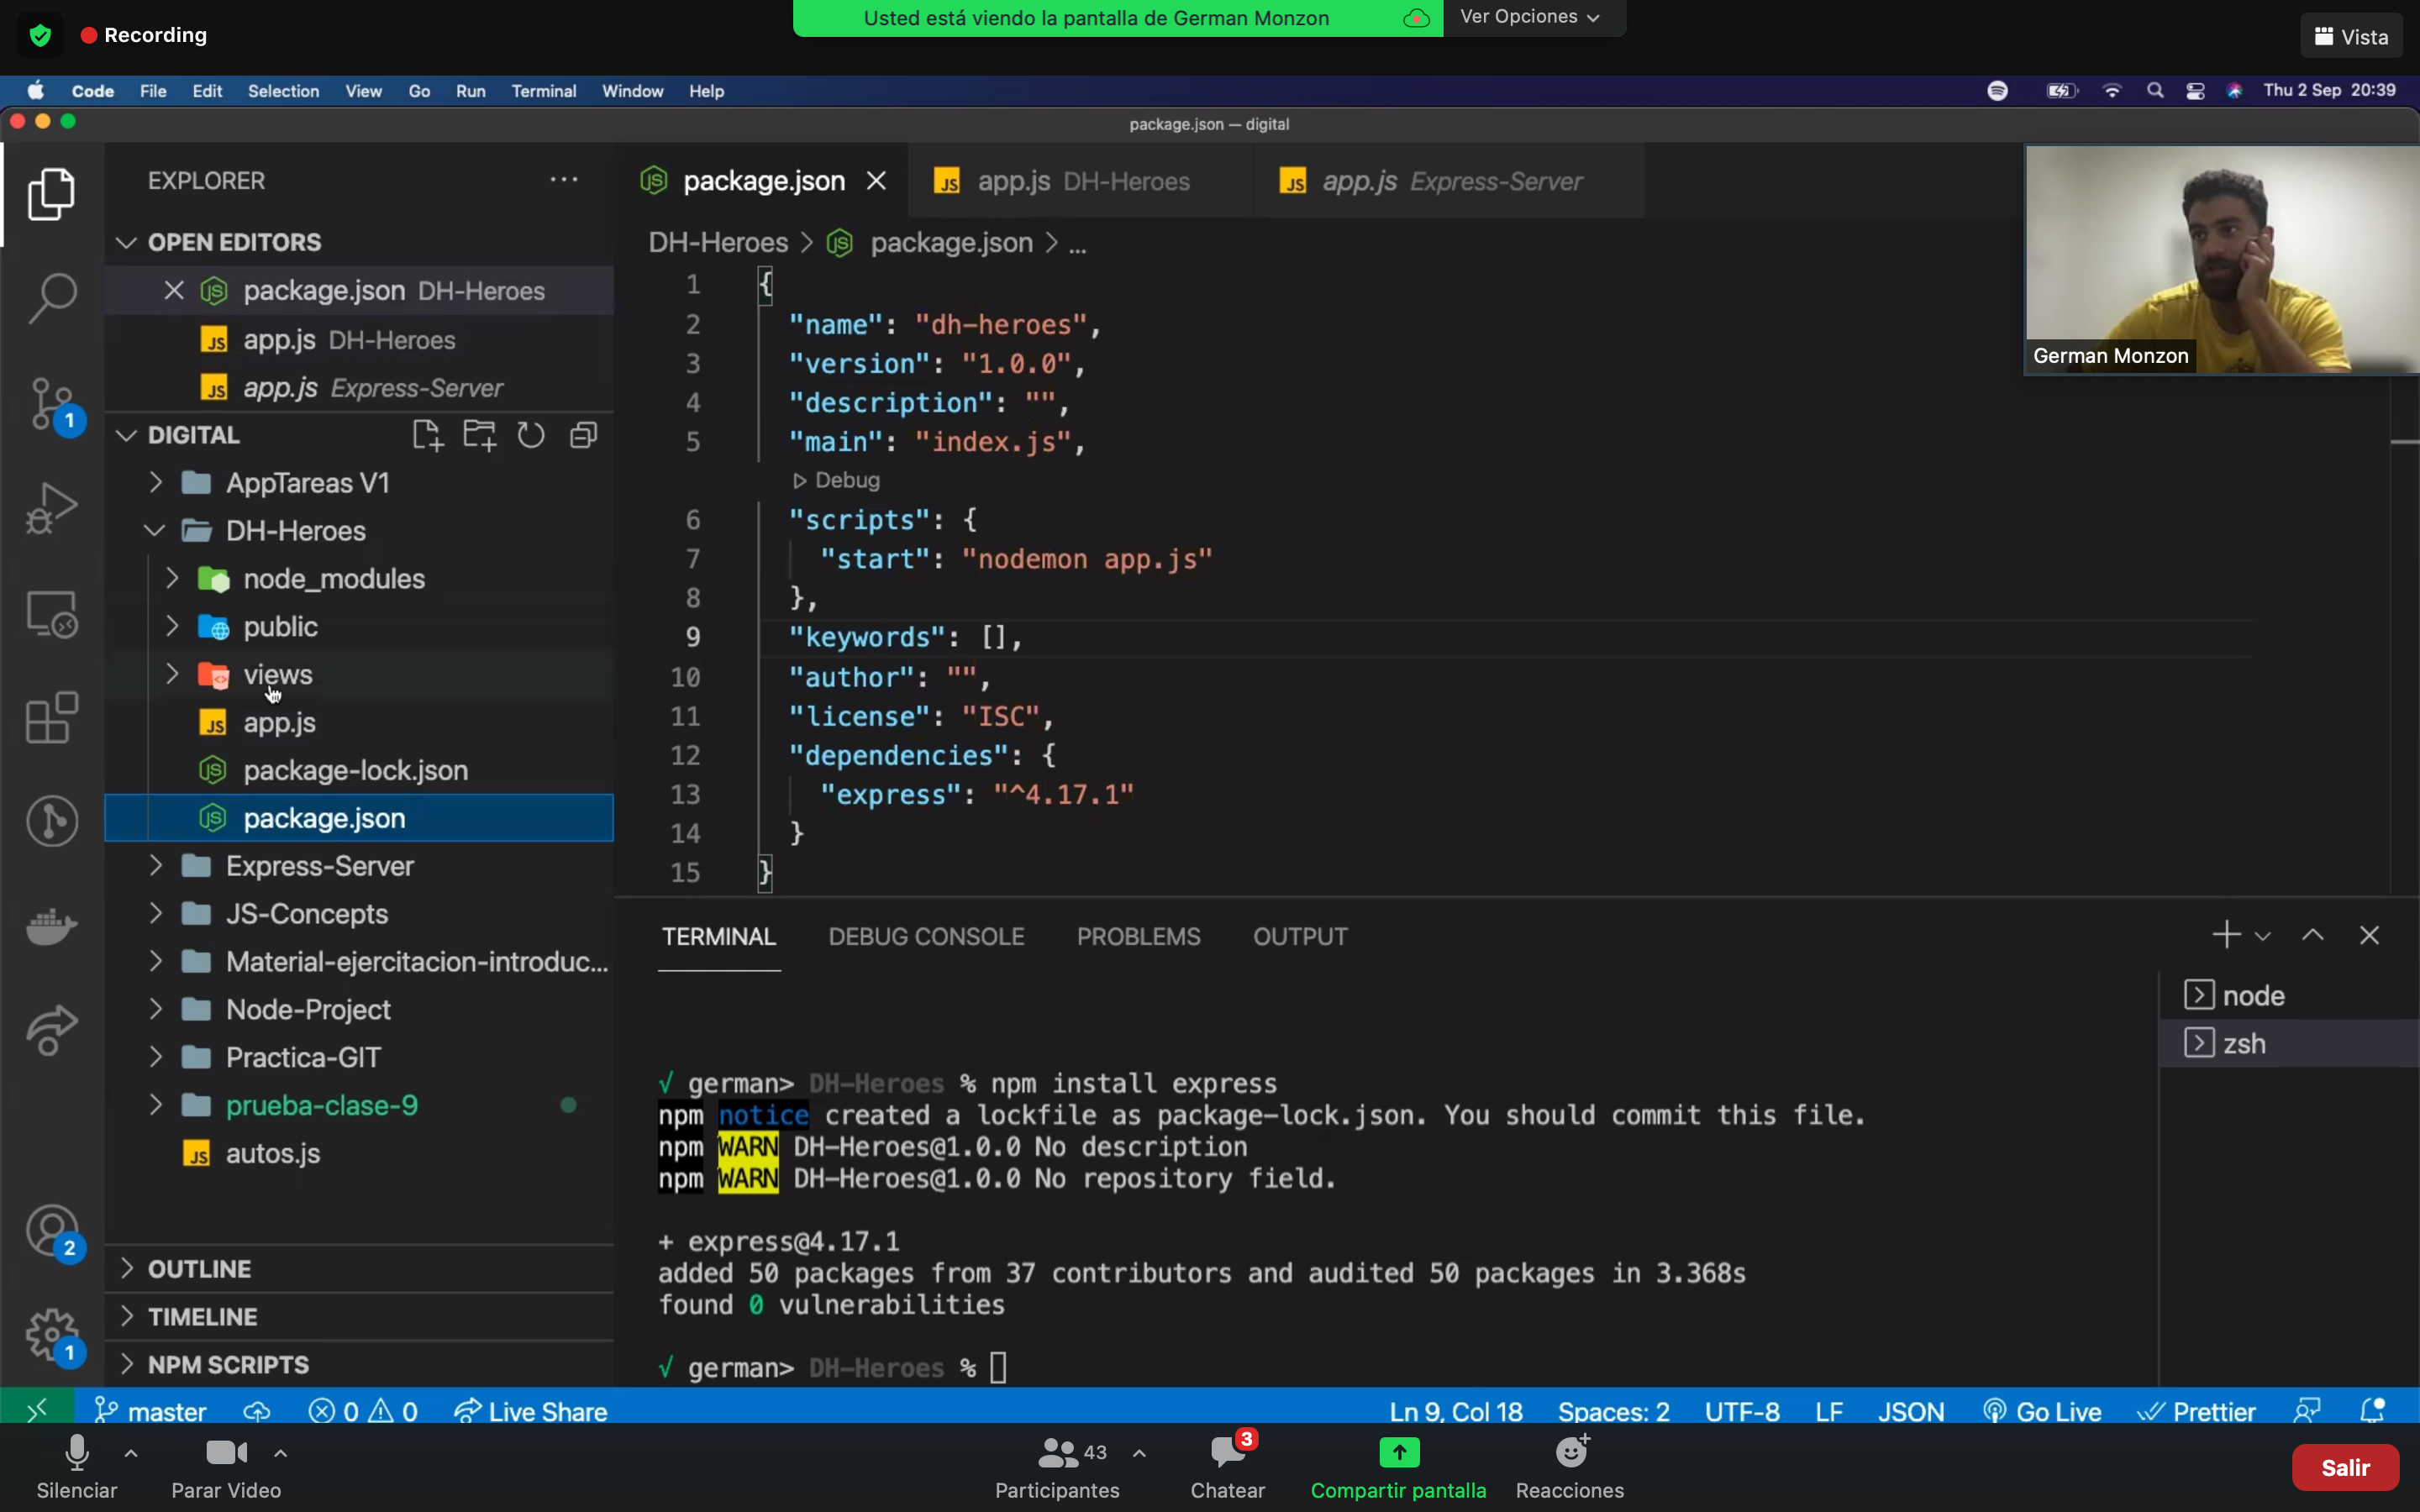 Recording
Usted está viendo la pantalla de German Monzon
Ver Opciones
Vista
Code File Edit Selection View Go Run Terminal Window Help
Thu 2 Sep 20:39
package.json — digital
EXPLORER
OPEN EDITORS
package.json DH-Heroes
app.js DH-Heroes
app.js Express-Server
DIGITAL
AppTareas V1
DH-Heroes
node_modules
public
views
app.js
package-lock.json
package.json
Express-Server
JS-Concepts
Material-ejercitacion-introduc...
Node-Project
Practica-GIT
prueba-clase-9
autos.js
OUTLINE
TIMELINE
NPM SCRIPTS
1
2
1
package.json
app.js DH-Heroes
app.js Express-Server
DH-Heroes > package.json > ...
1 {
2 "name": "dh-heroes",
3 "version": "1.0.0",
4 "description": "",
5 "main": "index.js",
Debug
6 "scripts": {
7 "start": "nodemon app.js"
8 },
9 "keywords": [],
10 "author": "",
11 "license": "ISC",
12 "dependencies": {
13 "express": "^4.17.1"
14 }
15 }
German Monzon
TERMINAL DEBUG CONSOLE PROBLEMS OUTPUT
node
zsh
√ german> DH-Heroes % npm install express
npm notice created a lockfile as package-lock.json. You should commit this file.
npm WARN DH-Heroes@1.0.0 No description
npm WARN DH-Heroes@1.0.0 No repository field.
+ express@4.17.1
added 50 packages from 37 contributors and audited 50 packages in 3.368s
found 0 vulnerabilities
√ german> DH-Heroes %
master 0 0 Live Share
Ln 9, Col 18 Spaces: 2 UTF-8 LF JSON Go Live Prettier
Silenciar
Parar Video
43
Participantes
3
Chatear
Compartir pantalla
Reacciones
Salir